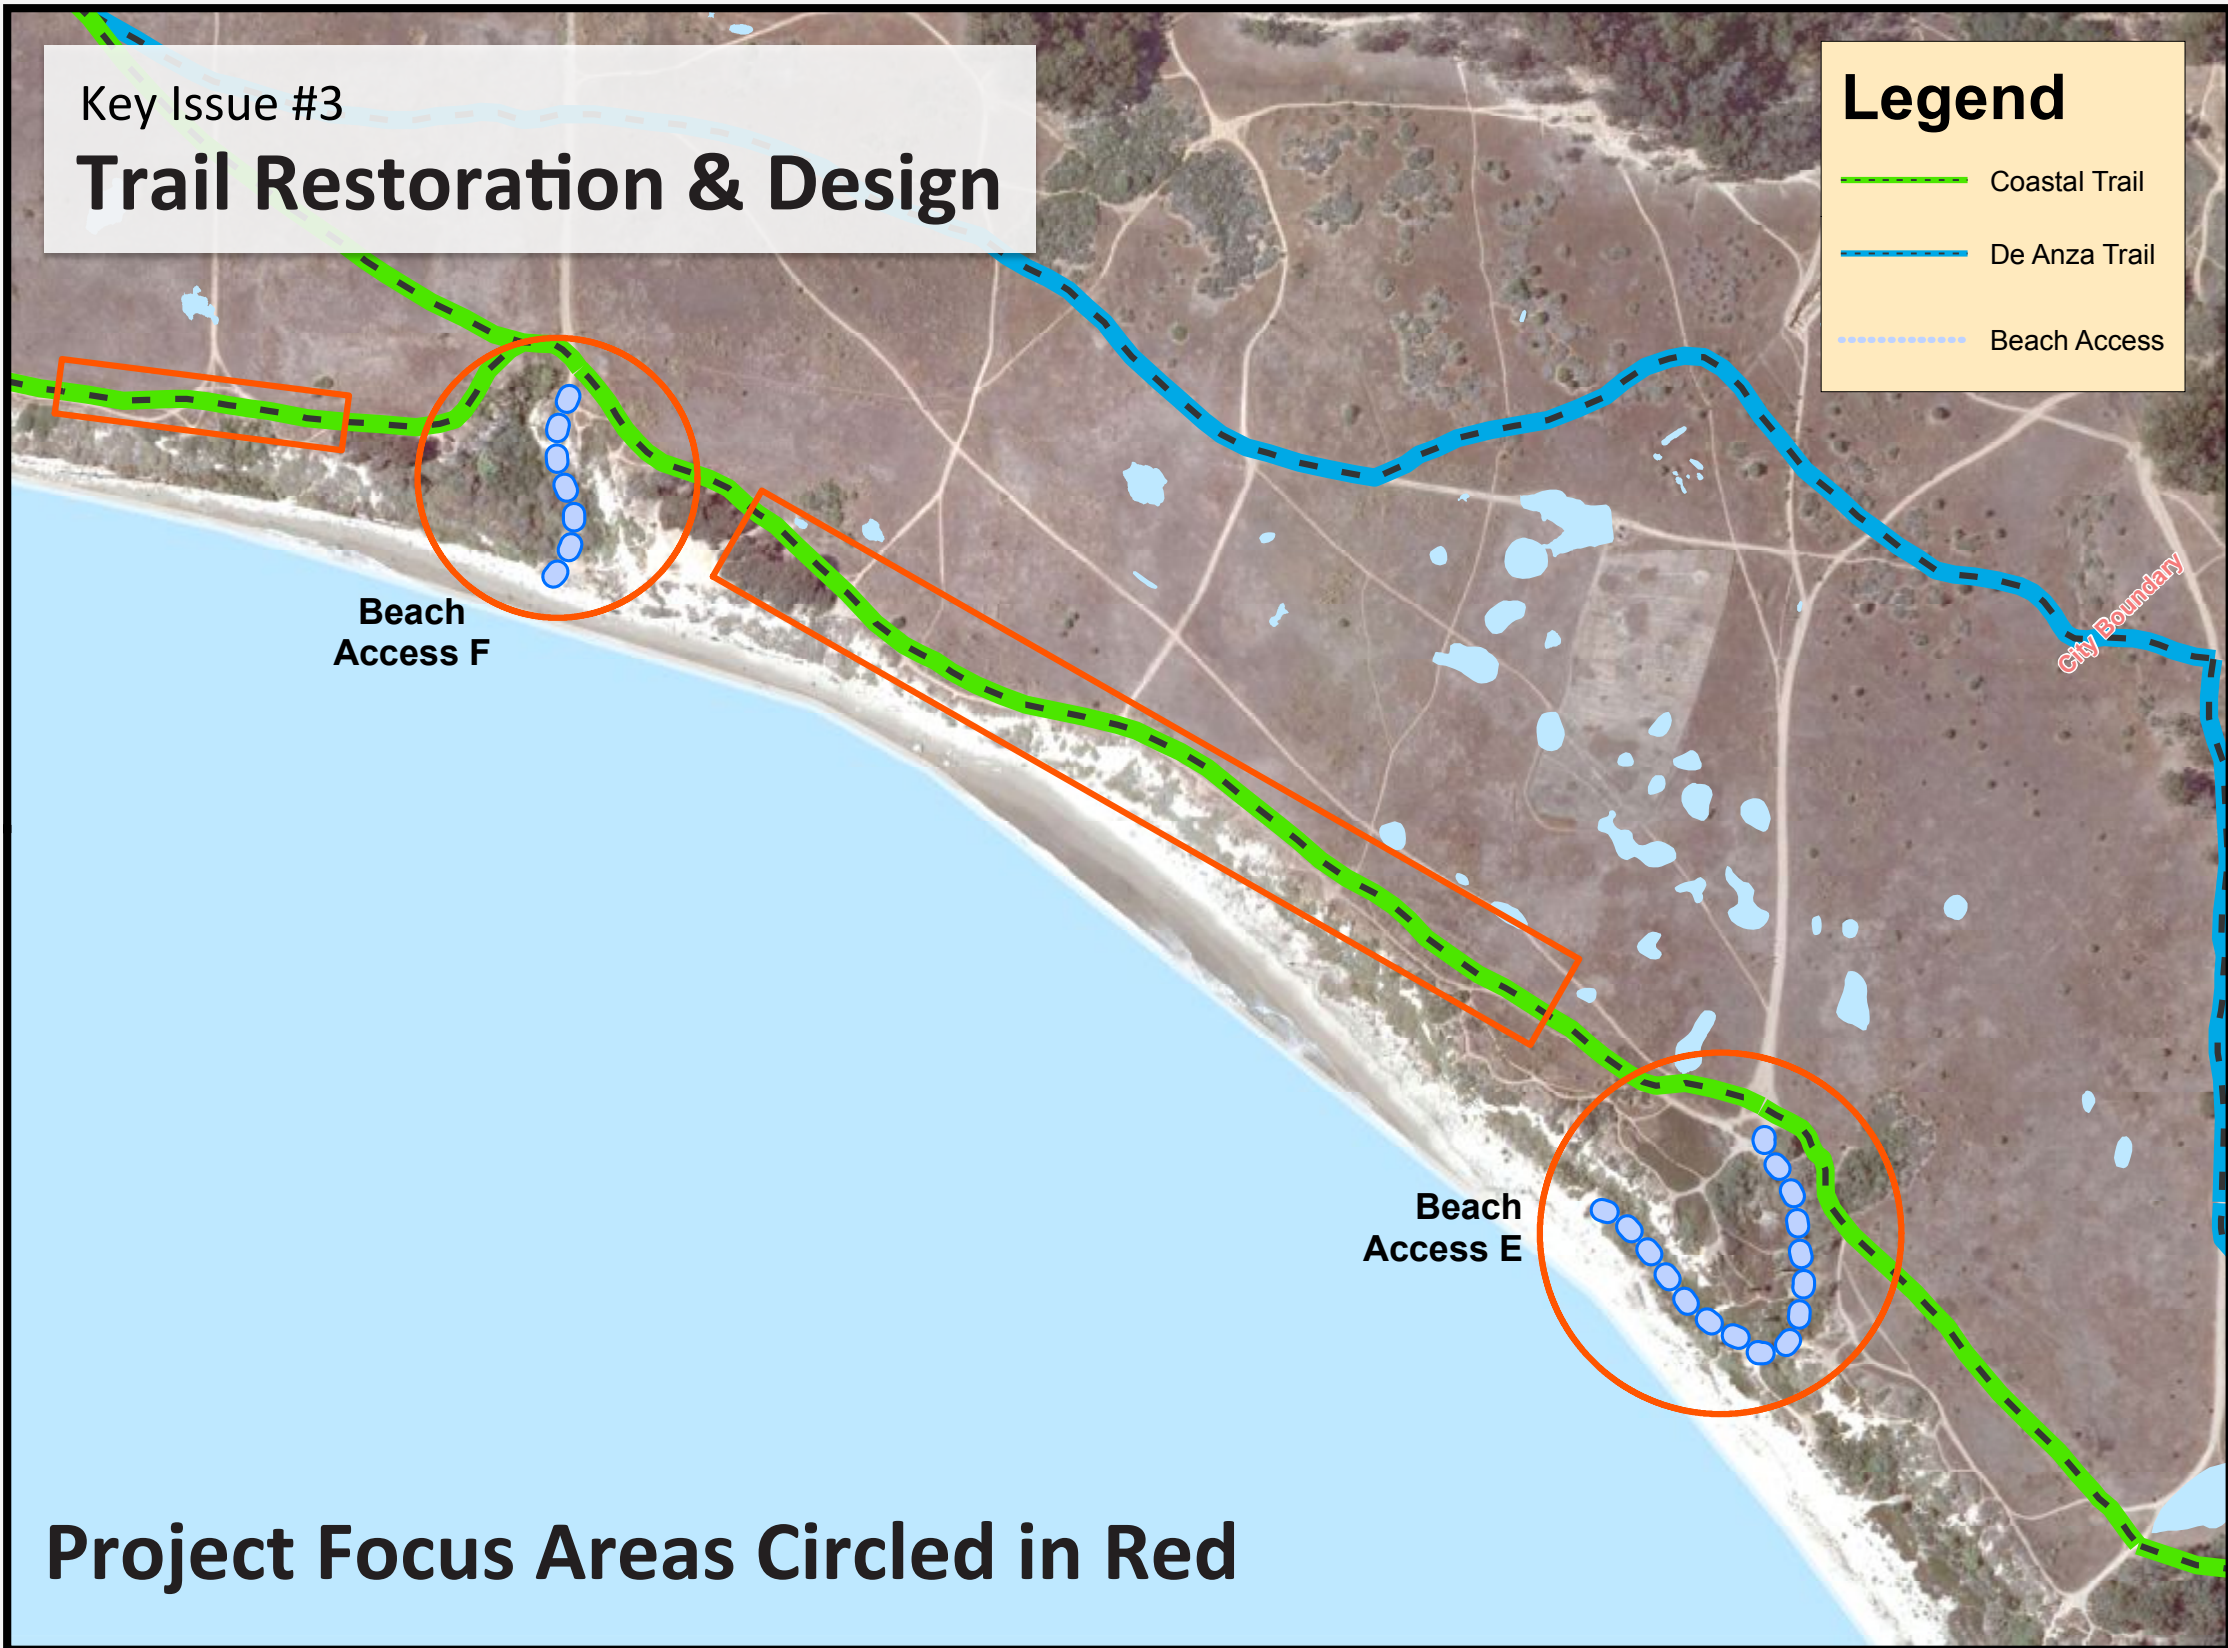 Key Issue #3
Trail Restoration & Design
Legend
Coastal Trail
De Anza Trail
Beach Access
City Boundary
Beach
Access F
Beach
Access E
Project Focus Areas Circled in Red